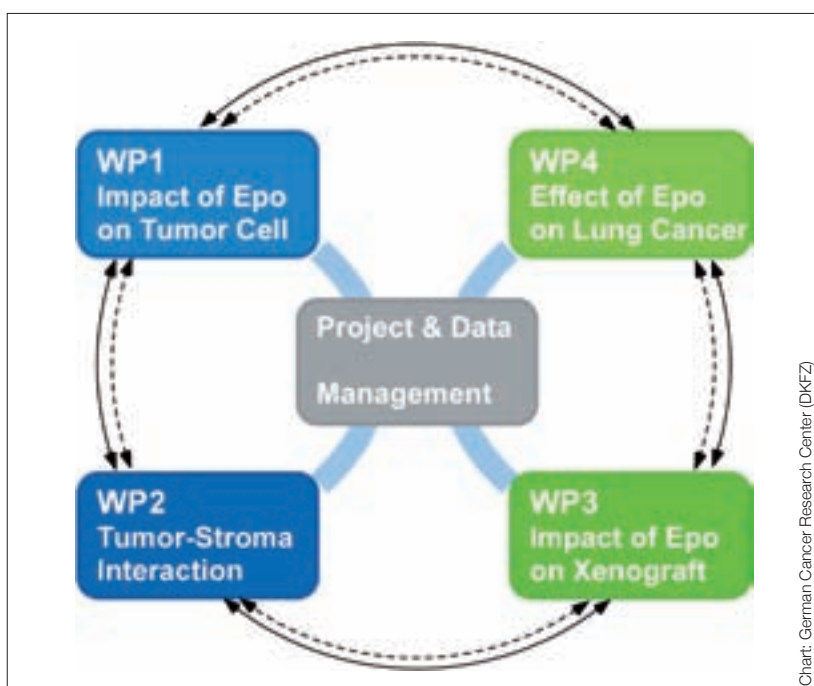 WP1
Impact of Epo
on Tumor Cell
WP4
Effect of Epo
on Lung Cancer
Project & Data
Management
WP2
Tumor-Stroma
Interaction
WP3
Impact of Epo
on Xenograft
Chart: German Cancer Research Center (DKFZ)